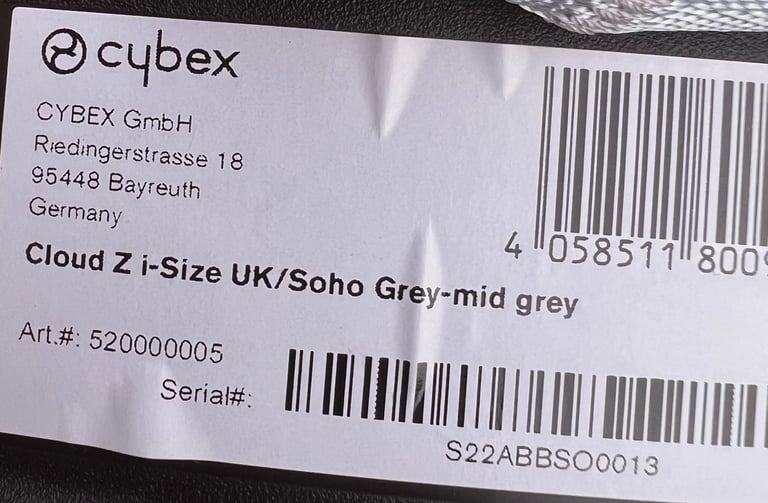 cybex
CYBEX GmbH
Riedingerstrasse 18
95448 Bayreuth
Germany
4 058511 800
Cloud Z i-Size UK/Soho Grey-mid grey
Art.#: 520000005
Serial#:
S22ABBSO0013